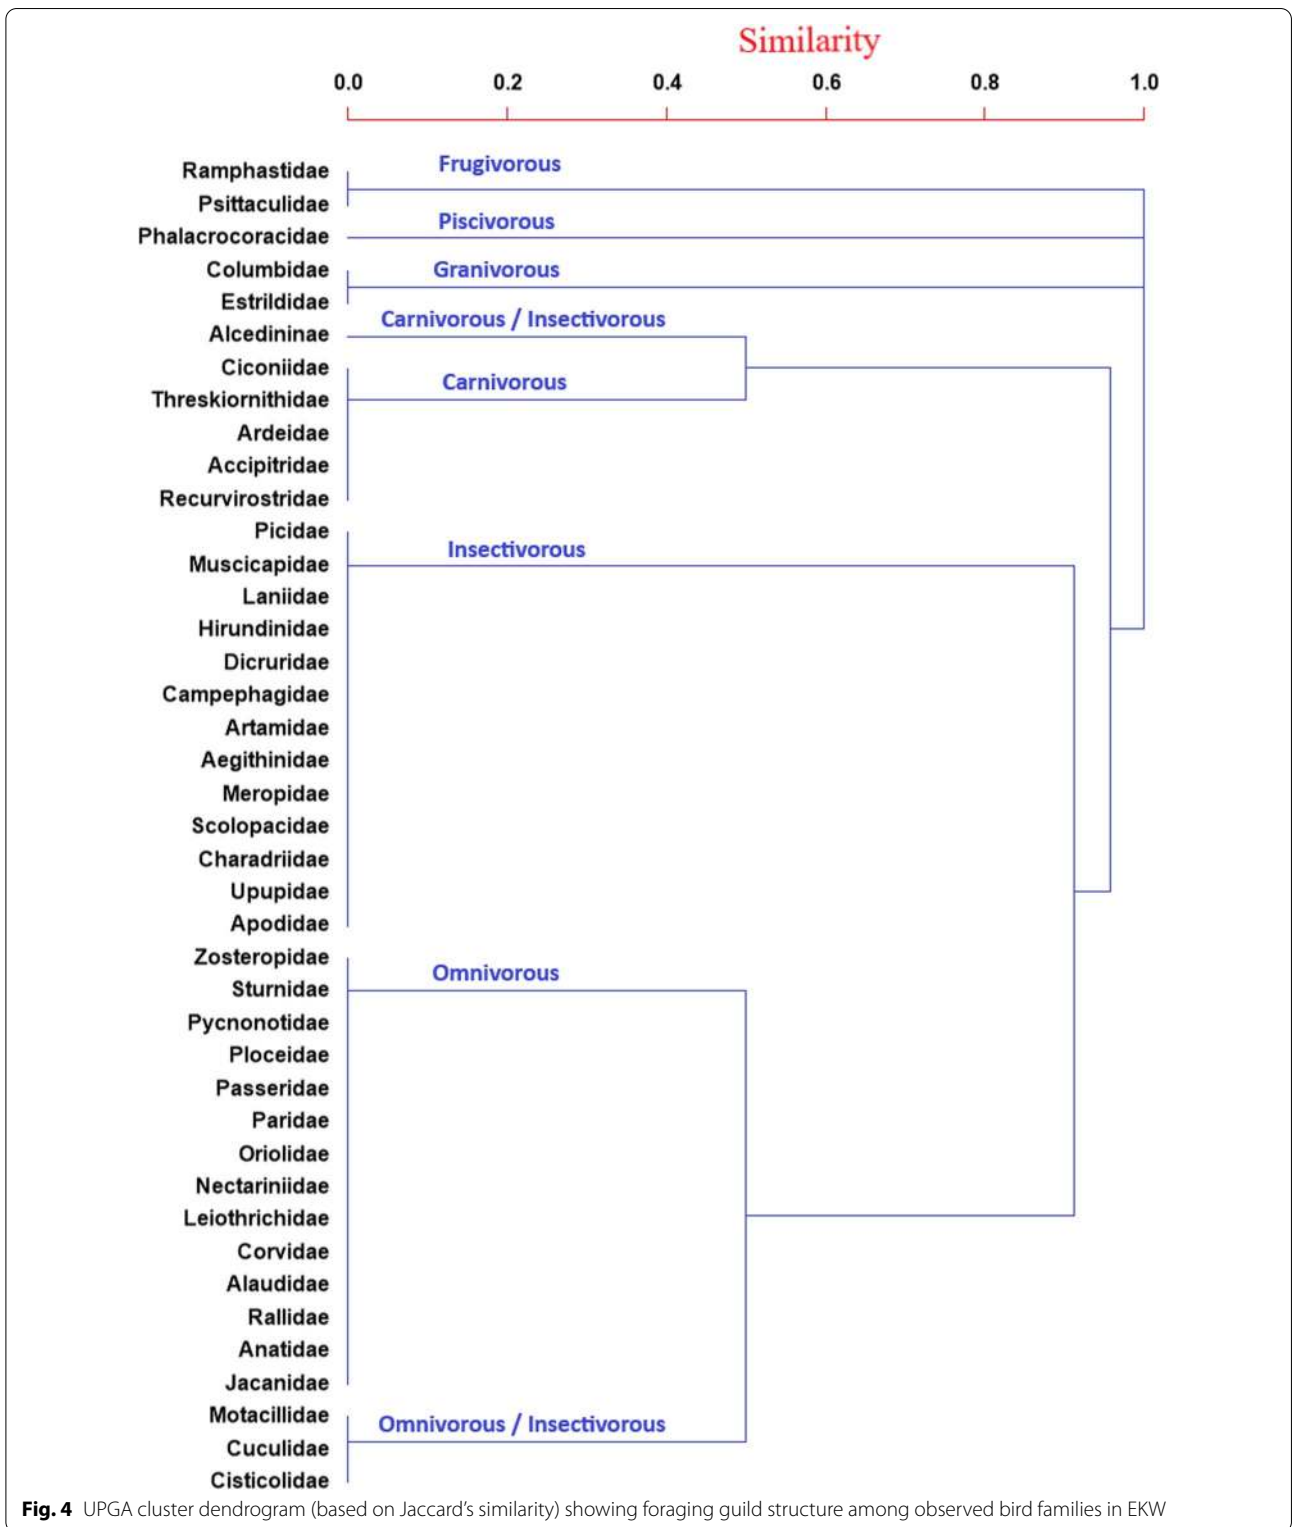 Similarity
0.0 0.2 0.4 0.6 0.8 1.0
Ramphastidae
Frugivorous
Psittaculidae
Piscivorous
Phalacrocoracidae
Columbidae
Granivorous
Estrildidae
Carnivorous / Insectivorous
Alcedininae
Ciconiidae
Carnivorous
Threskiornithidae
Ardeidae
Accipitridae
Recurvirostridae
Picidae
Insectivorous
Muscicapidae
Laniidae
Hirundinidae
Dicruridae
Campephagidae
Artamidae
Aegithinidae
Meropidae
Scolopacidae
Charadriidae
Upupidae
Apodidae
Zosteropidae
Omnivorous
Sturnidae
Pycnonotidae
Ploceidae
Passeridae
Paridae
Oriolidae
Nectariniidae
Leiothrichidae
Corvidae
Alaudidae
Rallidae
Anatidae
Jacanidae
Motacillidae
Omnivorous / Insectivorous
Cuculidae
Cisticolidae
Fig. 4 UPGA cluster dendrogram (based on Jaccard's similarity) showing foraging guild structure among observed bird families in EKW